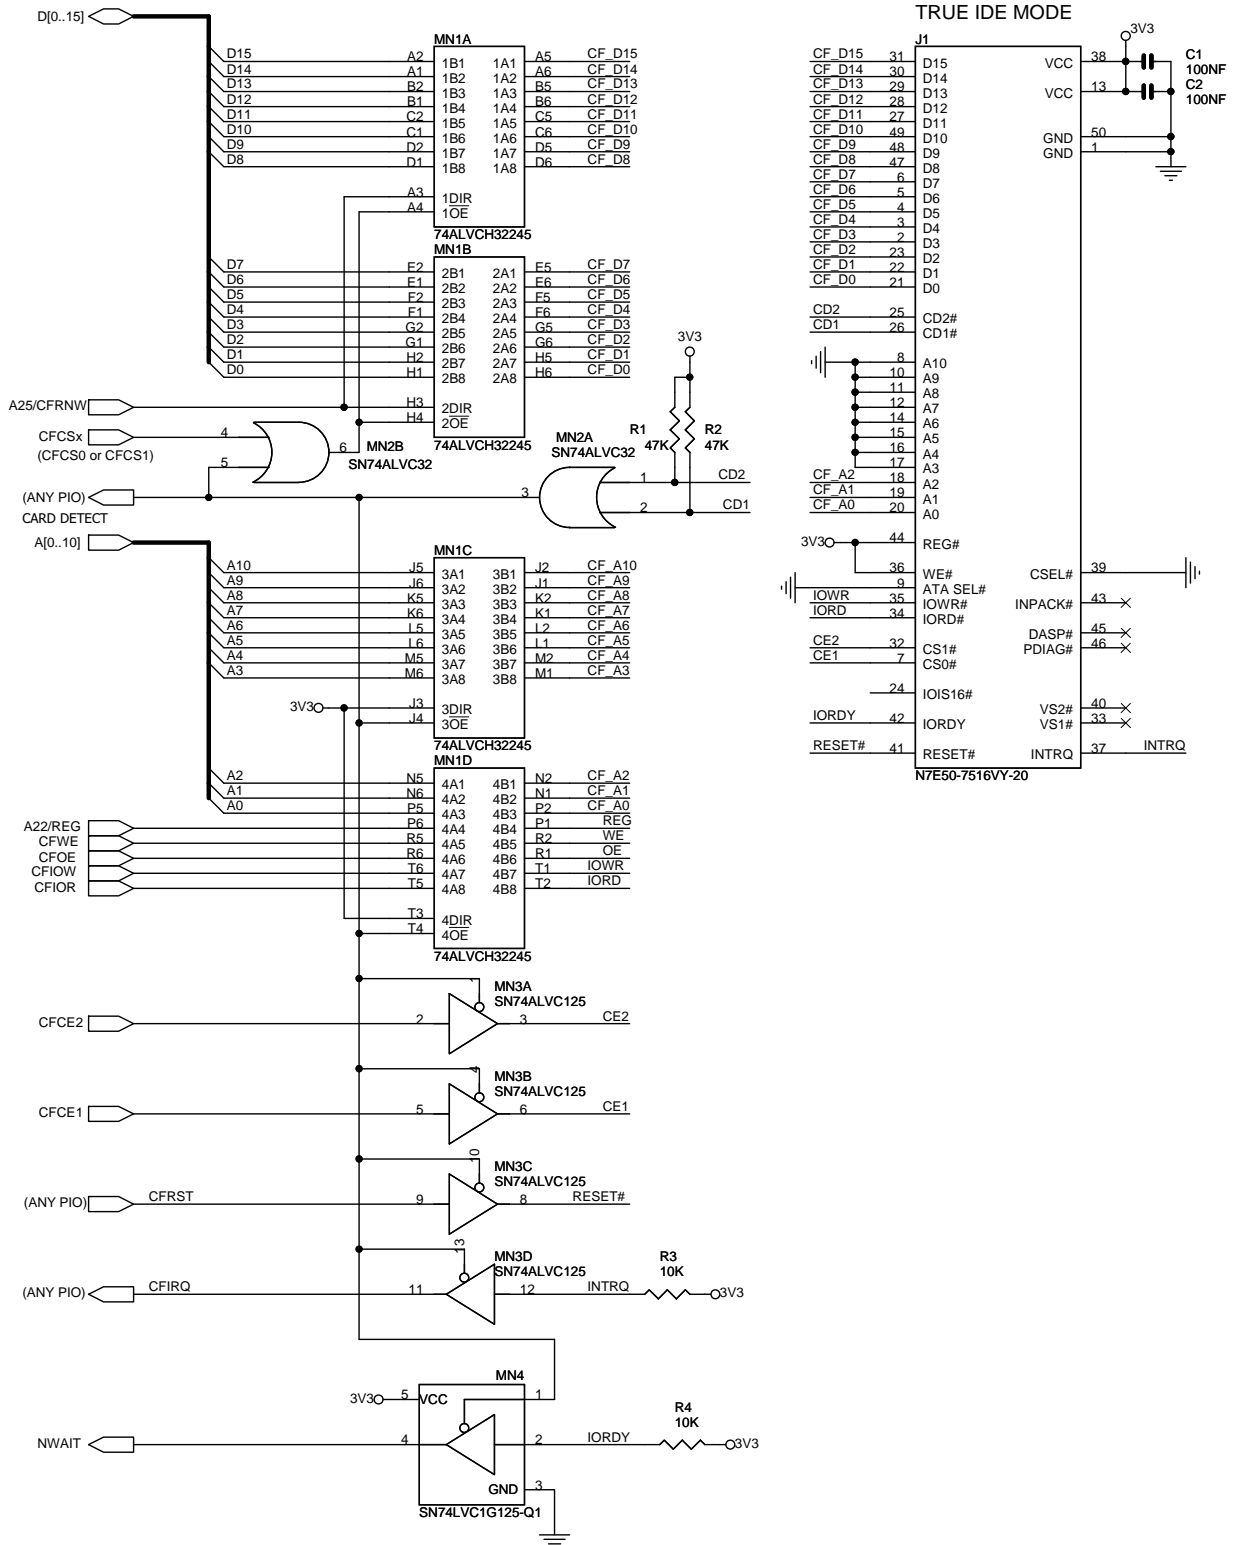 TRUE IDE MODE
D[0..15]
MN1A
D15 A2 1B1 1A1 A5 CF_D15
D14 A1 1B2 1A2 A6 CF_D14
D13 B2 1B3 1A3 B5 CF_D13
D12 B1 1B4 1A4 B6 CF_D12
D11 C2 1B5 1A5 C5 CF_D11
D10 C1 1B6 1A6 C6 CF_D10
D9 D2 1B7 1A7 D5 CF_D9
D8 D1 1B8 1A8 D6 CF_D8
A3 1DIR
A4 1OE
74ALVCH32245
MN1B
D7 E2 2B1 2A1 E5 CF_D7
D6 E1 2B2 2A2 E6 CF_D6
D5 F2 2B3 2A3 F5 CF_D5
D4 F1 2B4 2A4 F6 CF_D4
D3 G2 2B5 2A5 G5 CF_D3
D2 G1 2B6 2A6 G6 CF_D2
D1 H2 2B7 2A7 H5 CF_D1
D0 H1 2B8 2A8 H6 CF_D0
A25/CFRNW H3 2DIR
H4 2OE
74ALVCH32245
CFCSx 4
(CFCS0 or CFCS1)
5 6
MN2B
SN74ALVC32
3V3
R1 47K
R2 47K
MN2A
SN74ALVC32
1 CD2
2 CD1
3
(ANY PIO)
CARD DETECT
A[0..10]
MN1C
A10 J5 3A1 3B1 J2 CF_A10
A9 J6 3A2 3B2 J1 CF_A9
A8 K5 3A3 3B3 K2 CF_A8
A7 K6 3A4 3B4 K1 CF_A7
A6 L5 3A5 3B5 L2 CF_A6
A5 L6 3A6 3B6 L1 CF_A5
A4 M5 3A7 3B7 M2 CF_A4
A3 M6 3A8 3B8 M1 CF_A3
3V3 J3 3DIR
J4 3OE
74ALVCH32245
MN1D
A2 N5 4A1 4B1 N2 CF_A2
A1 N6 4A2 4B2 N1 CF_A1
A0 P5 4A3 4B3 P2 CF_A0
A22/REG P6 4A4 4B4 P1 REG
CFWE R5 4A5 4B5 R2 WE
CFOE R6 4A6 4B6 R1 OE
CFIOW T6 4A7 4B7 T1 IOWR
CFIOR T5 4A8 4B8 T2 IORD
T3 4DIR
T4 4OE
74ALVCH32245
1
MN3A
SN74ALVC125
CFCE2 2 3 CE2
4
MN3B
SN74ALVC125
CFCE1 5 6 CE1
10
MN3C
SN74ALVC125
(ANY PIO) CFRST 9 8 RESET#
13
MN3D
SN74ALVC125
R3
10K
(ANY PIO) CFIRQ 11 12 INTRQ 3V3
MN4
3V3 5 VCC 1
R4
10K
NWAIT 4 2 IORDY 3V3
GND 3
SN74LVC1G125-Q1
J1
3V3
CF_D15 31 D15
CF_D14 30 D14
CF_D13 29 D13
CF_D12 28 D12
CF_D11 27 D11
CF_D10 49 D10
CF_D9 48 D9
CF_D8 47 D8
CF_D7 6 D7
CF_D6 5 D6
CF_D5 4 D5
CF_D4 3 D4
CF_D3 2 D3
CF_D2 23 D2
CF_D1 22 D1
CF_D0 21 D0
CD2 25 CD2#
CD1 26 CD1#
8 A10
10 A9
11 A8
12 A7
14 A6
15 A5
16 A4
17 A3
CF_A2 18 A2
CF_A1 19 A1
CF_A0 20 A0
3V3 44 REG#
36 WE#
9 ATA SEL#
IOWR 35 IOWR#
IORD 34 IORD#
CE2 32 CS1#
CE1 7 CS0#
24 IOIS16#
IORDY 42 IORDY
RESET# 41 RESET#
VCC 38
C1
100NF
VCC 13
C2
100NF
GND 50
GND 1
CSEL# 39
INPACK# 43
DASP# 45
PDIAG# 46
VS2# 40
VS1# 33
INTRQ 37 INTRQ
N7E50-7516VY-20